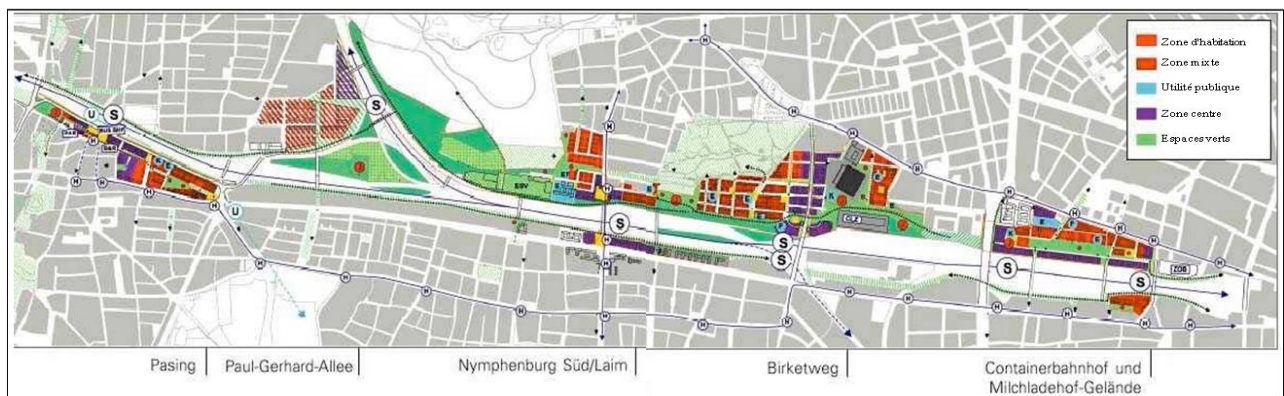 Zone d'habitation
Zone mixte
Utilité publique
Zone centre
Espaces verts
U
S
S
U
ESV
S
S
S
S
S
ZOB
Pasing
Paul-Gerhard-Allee
Nymphenburg Süd/Laim
Birketweg
Containerbahnhof und
Milchladehof-Gelände